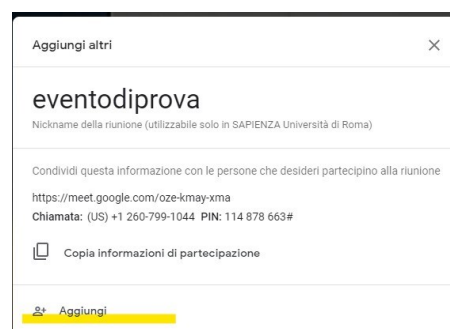 Aggiungi altri
eventodiprova
Nickname della riunione (utilizzabile solo in SAPIENZA Università di Roma)
Condividi questa informazione con le persone che desideri partecipino alla riunione
https://meet.google.com/oze-kmay-xma
Chiamata: (US) +1 260-799-1044 PIN: 114 878 663#
Copia informazioni di partecipazione
Aggiungi